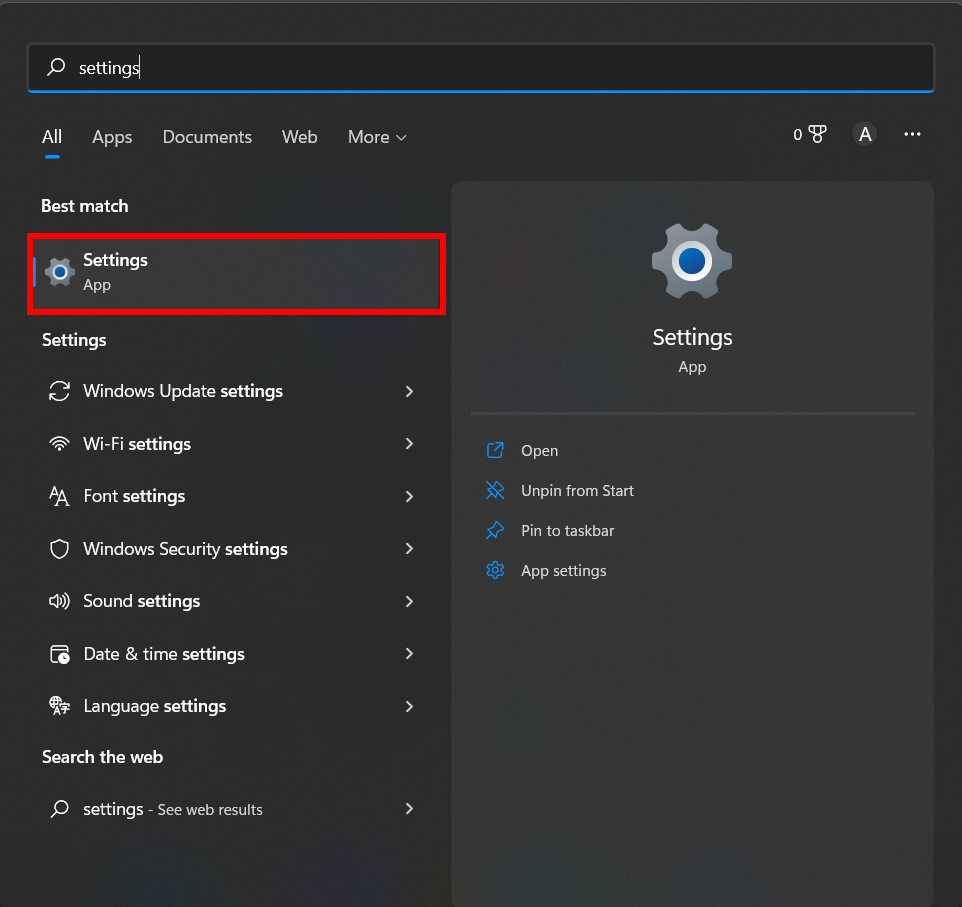 settings
All Apps Documents Web More
0 A
Best match
Settings
App
Settings
Windows Update settings
Wi-Fi settings
Font settings
Windows Security settings
Sound settings
Date & time settings
Language settings
Search the web
settings - See web results
Settings
App
Open
Unpin from Start
Pin to taskbar
App settings